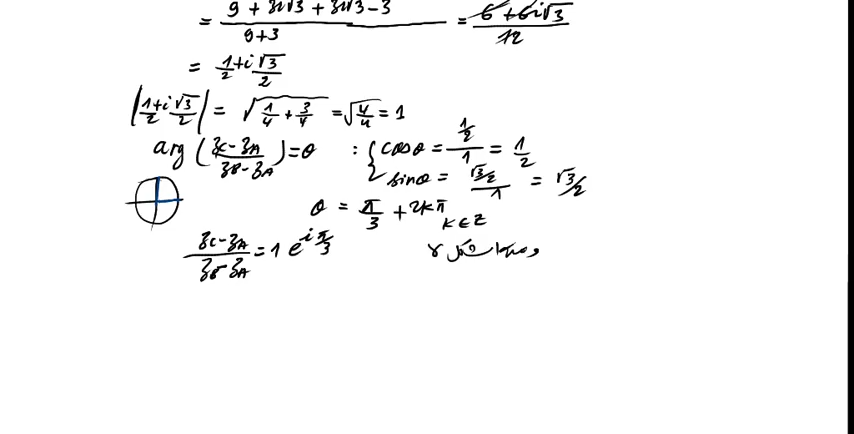 = (9 + 3i√3 + 3i√3 - 3)/(9+3) = (6 + 6i√3)/12
= 1/2 + i √3/2
|1/2 + i √3/2| = √(1/4 + 3/4) = √(4/4) = 1
arg ((zC - zA)/(zB - zA)) = θ : { cos θ = (1/2)/1 = 1/2
sin θ = (√3/2)/1 = √3/2
θ = π/3 + 2kπ
k ∈ Z
(zC - zA)/(zB - zA) = 1 e^(i π/3)